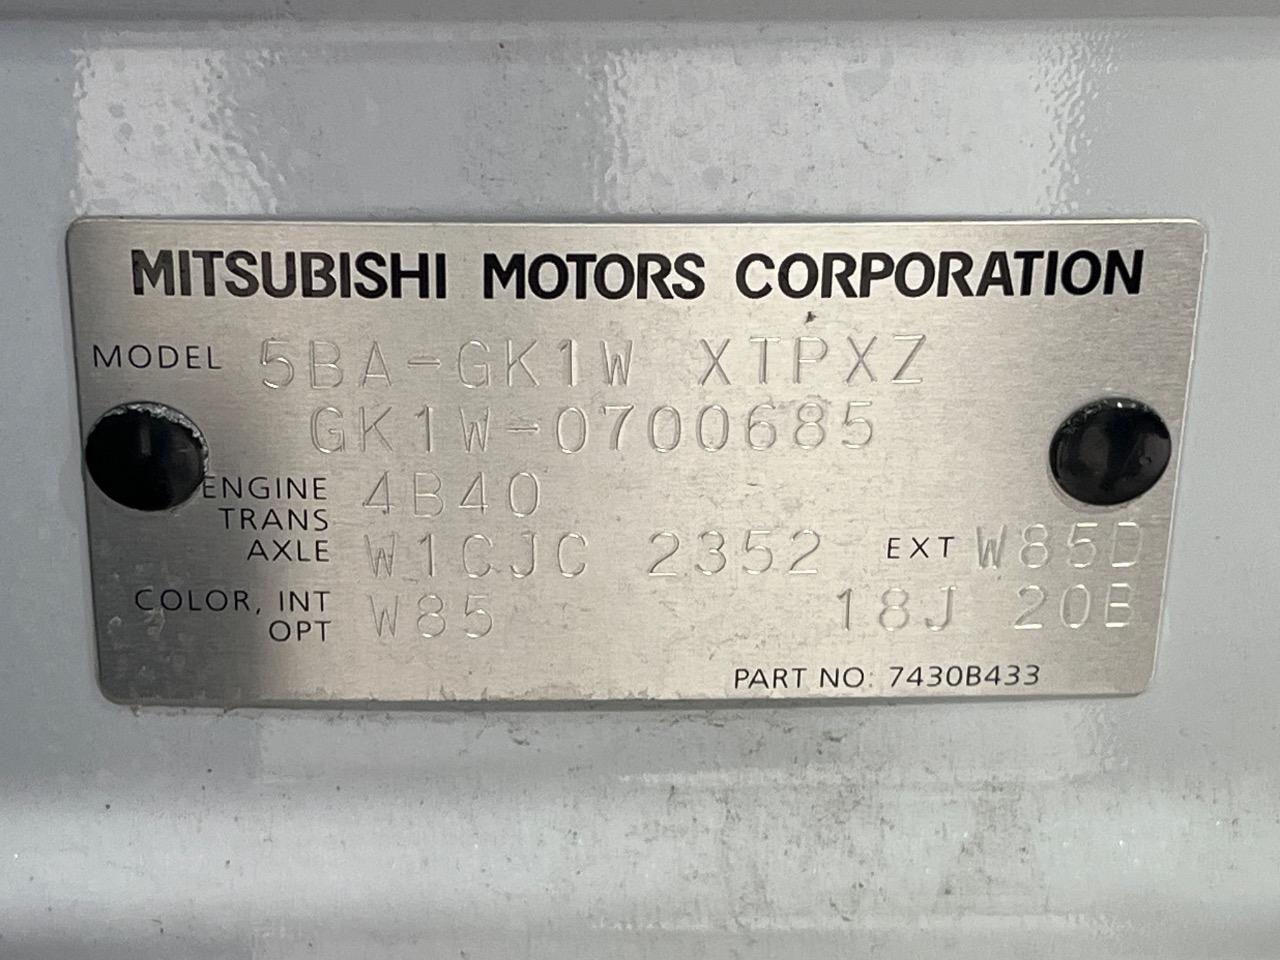 MITSUBISHI MOTORS CORPORATION
MODEL 5BA-GK1W XTPXZ
GK1W-0700685
ENGINE 4B40
TRANS
AXLE W1CJC 2352 EXT W85D
COLOR, INT
OPT W85 18J 20B
PART NO: 7430B433